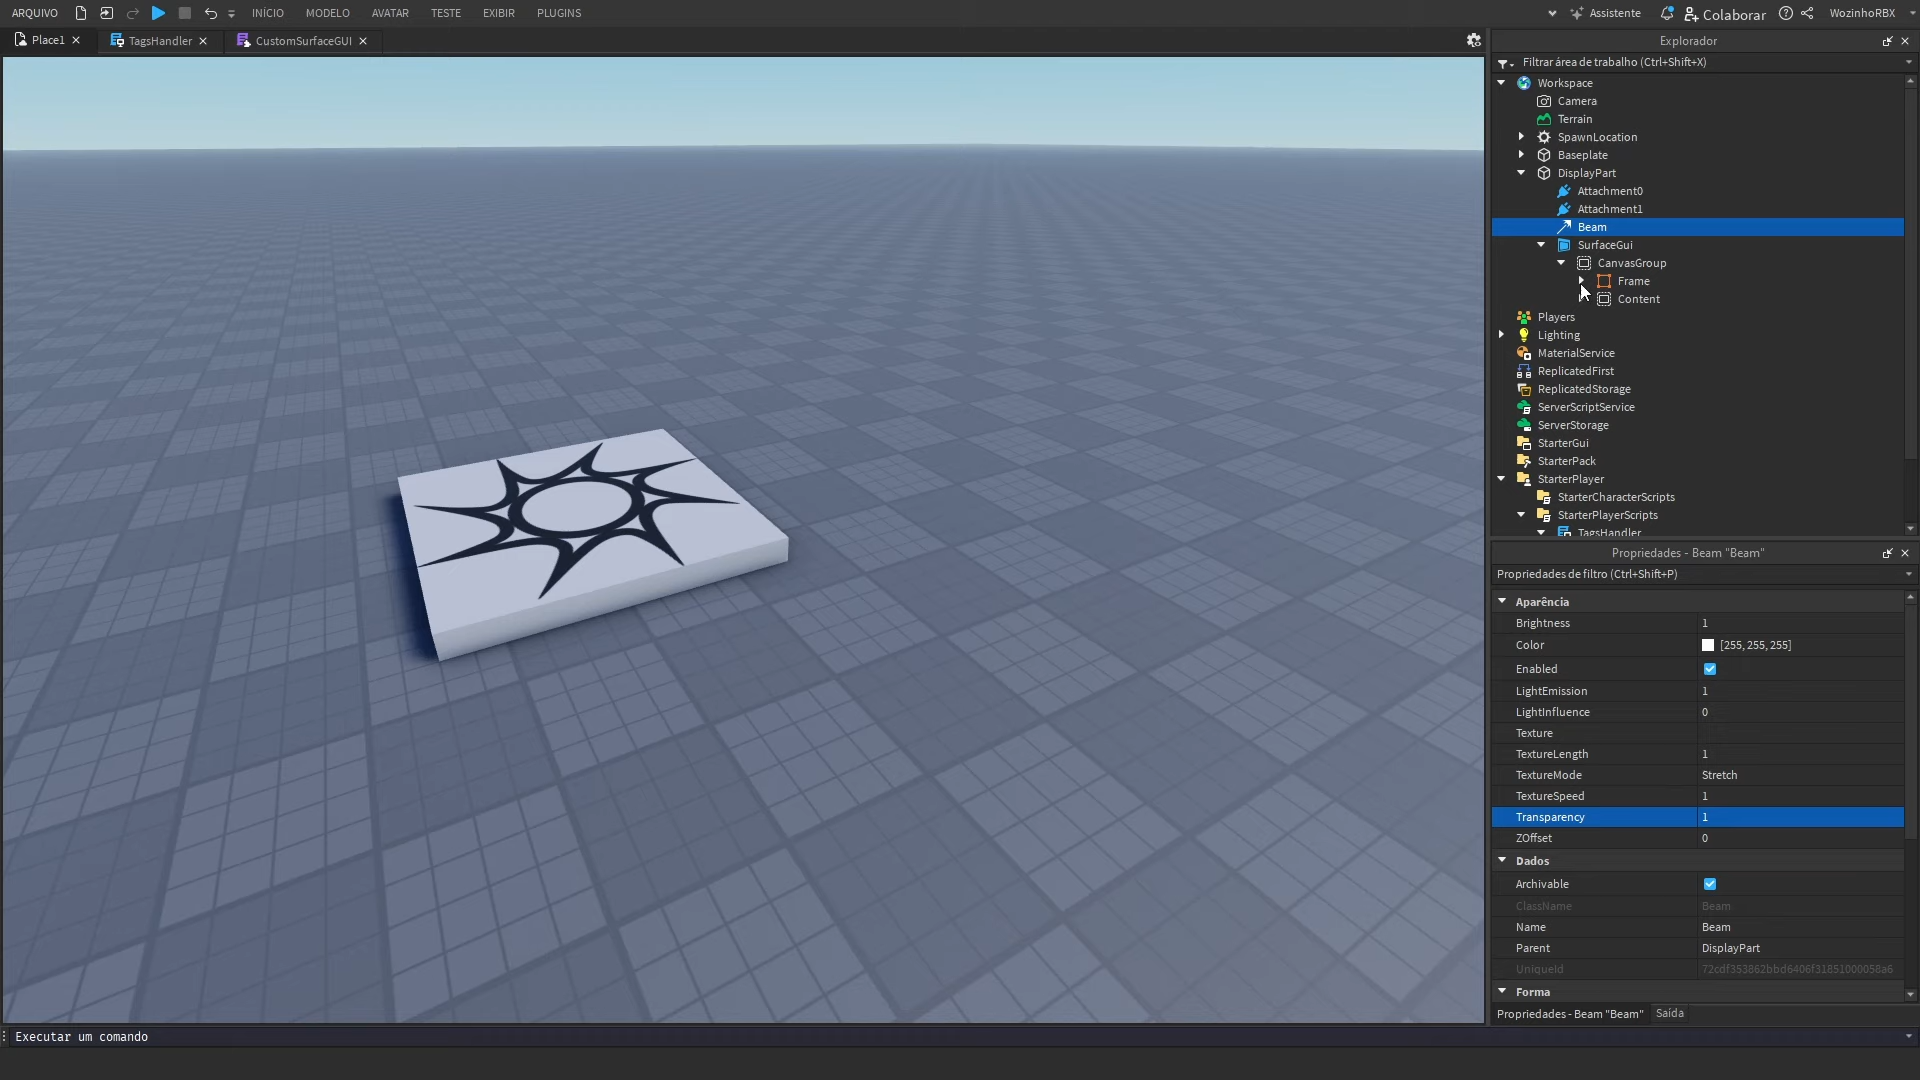 ARQUIVO INÍCIO MODELO AVATAR TESTE EXIBIR PLUGINS Assistente Colaborar WozinhoRBX
Place1 TagsHandler CustomSurfaceGUI
Explorador
Filtrar área de trabalho (Ctrl+Shift+X)
Workspace
Camera
Terrain
SpawnLocation
Baseplate
DisplayPart
Attachment0
Attachment1
Beam
SurfaceGui
CanvasGroup
Frame
Content
Players
Lighting
MaterialService
ReplicatedFirst
ReplicatedStorage
ServerScriptService
ServerStorage
StarterGui
StarterPack
StarterPlayer
StarterCharacterScripts
StarterPlayerScripts
TagsHandler
Propriedades - Beam "Beam"
Propriedades de filtro (Ctrl+Shift+P)
Aparência
Brightness 1
Color [255, 255, 255]
Enabled
LightEmission 1
LightInfluence 0
Texture
TextureLength 1
TextureMode Stretch
TextureSpeed 1
Transparency 1
ZOffset 0
Dados
Archivable
ClassName Beam
Name Beam
Parent DisplayPart
UniqueId 72cdf353862bbd6406f31851000058a6
Forma
Propriedades - Beam "Beam" Saída
Executar um comando